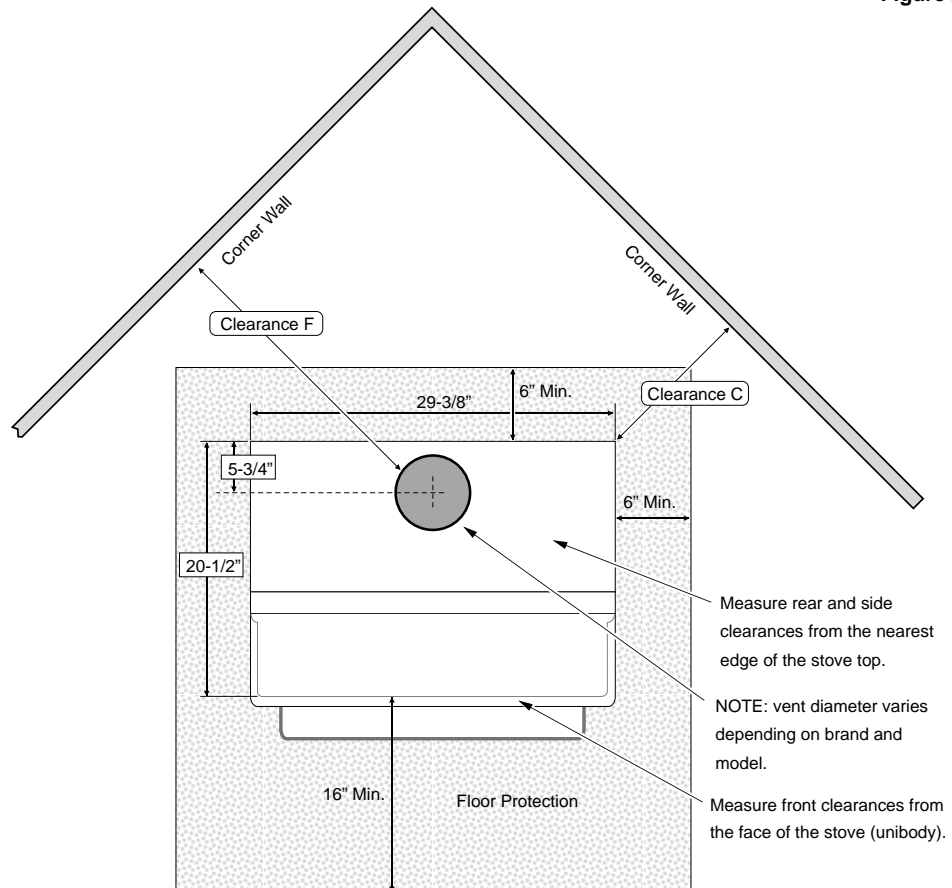 Figure
Corner Wall
Corner Wall
Clearance F
6” Min.
Clearance C
29-3/8”
5-3/4”
6” Min.
20-1/2”
Measure rear and side
clearances from the nearest
edge of the stove top.
NOTE: vent diameter varies
depending on brand and
model.
16” Min.
Floor Protection
Measure front clearances from
the face of the stove (unibody).